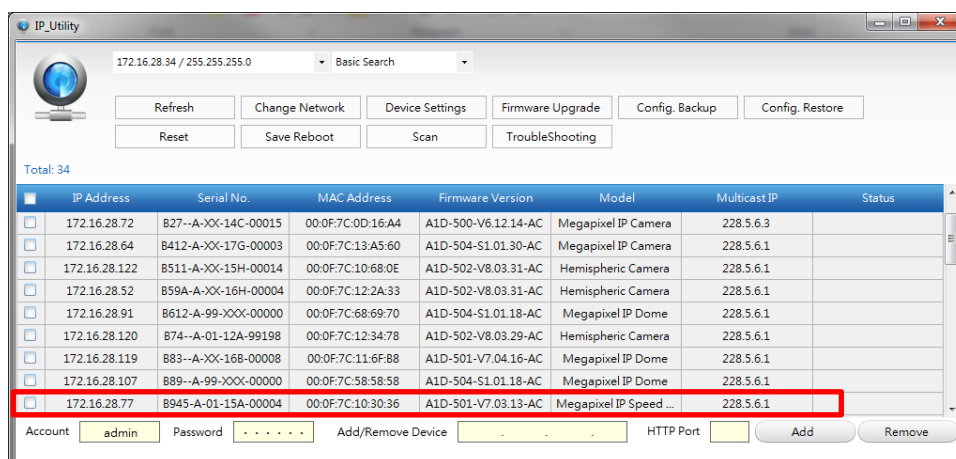 IP_Utility
172.16.28.34 / 255.255.255.0 Basic Search
Refresh Change Network Device Settings Firmware Upgrade Config. Backup Config. Restore
Reset Save Reboot Scan TroubleShooting
Total: 34
IP Address Serial No. MAC Address Firmware Version Model Multicast IP Status
172.16.28.72 B27--A-XX-14C-00015 00:0F:7C:0D:16:A4 A1D-500-V6.12.14-AC Megapixel IP Camera 228.5.6.3
172.16.28.64 B412-A-XX-17G-00003 00:0F:7C:13:A5:60 A1D-504-S1.01.30-AC Megapixel IP Camera 228.5.6.1
172.16.28.122 B511-A-XX-15H-00014 00:0F:7C:10:68:0E A1D-502-V8.03.31-AC Hemispheric Camera 228.5.6.1
172.16.28.52 B59A-A-XX-16H-00004 00:0F:7C:12:2A:33 A1D-502-V8.03.31-AC Hemispheric Camera 228.5.6.1
172.16.28.91 B612-A-99-XXX-00000 00:0F:7C:68:69:70 A1D-504-S1.01.18-AC Megapixel IP Dome 228.5.6.1
172.16.28.120 B74--A-01-12A-99198 00:0F:7C:12:34:78 A1D-502-V8.03.29-AC Hemispheric Camera 228.5.6.1
172.16.28.119 B83--A-XX-16B-00008 00:0F:7C:11:6F:B8 A1D-501-V7.04.16-AC Megapixel IP Dome 228.5.6.1
172.16.28.107 B89--A-99-XXX-00000 00:0F:7C:58:58:58 A1D-504-S1.01.18-AC Megapixel IP Dome 228.5.6.1
172.16.28.77 B945-A-01-15A-00004 00:0F:7C:10:30:36 A1D-501-V7.03.13-AC Megapixel IP Speed ... 228.5.6.1
Account admin Password · · · · · · Add/Remove Device . . . HTTP Port Add Remove